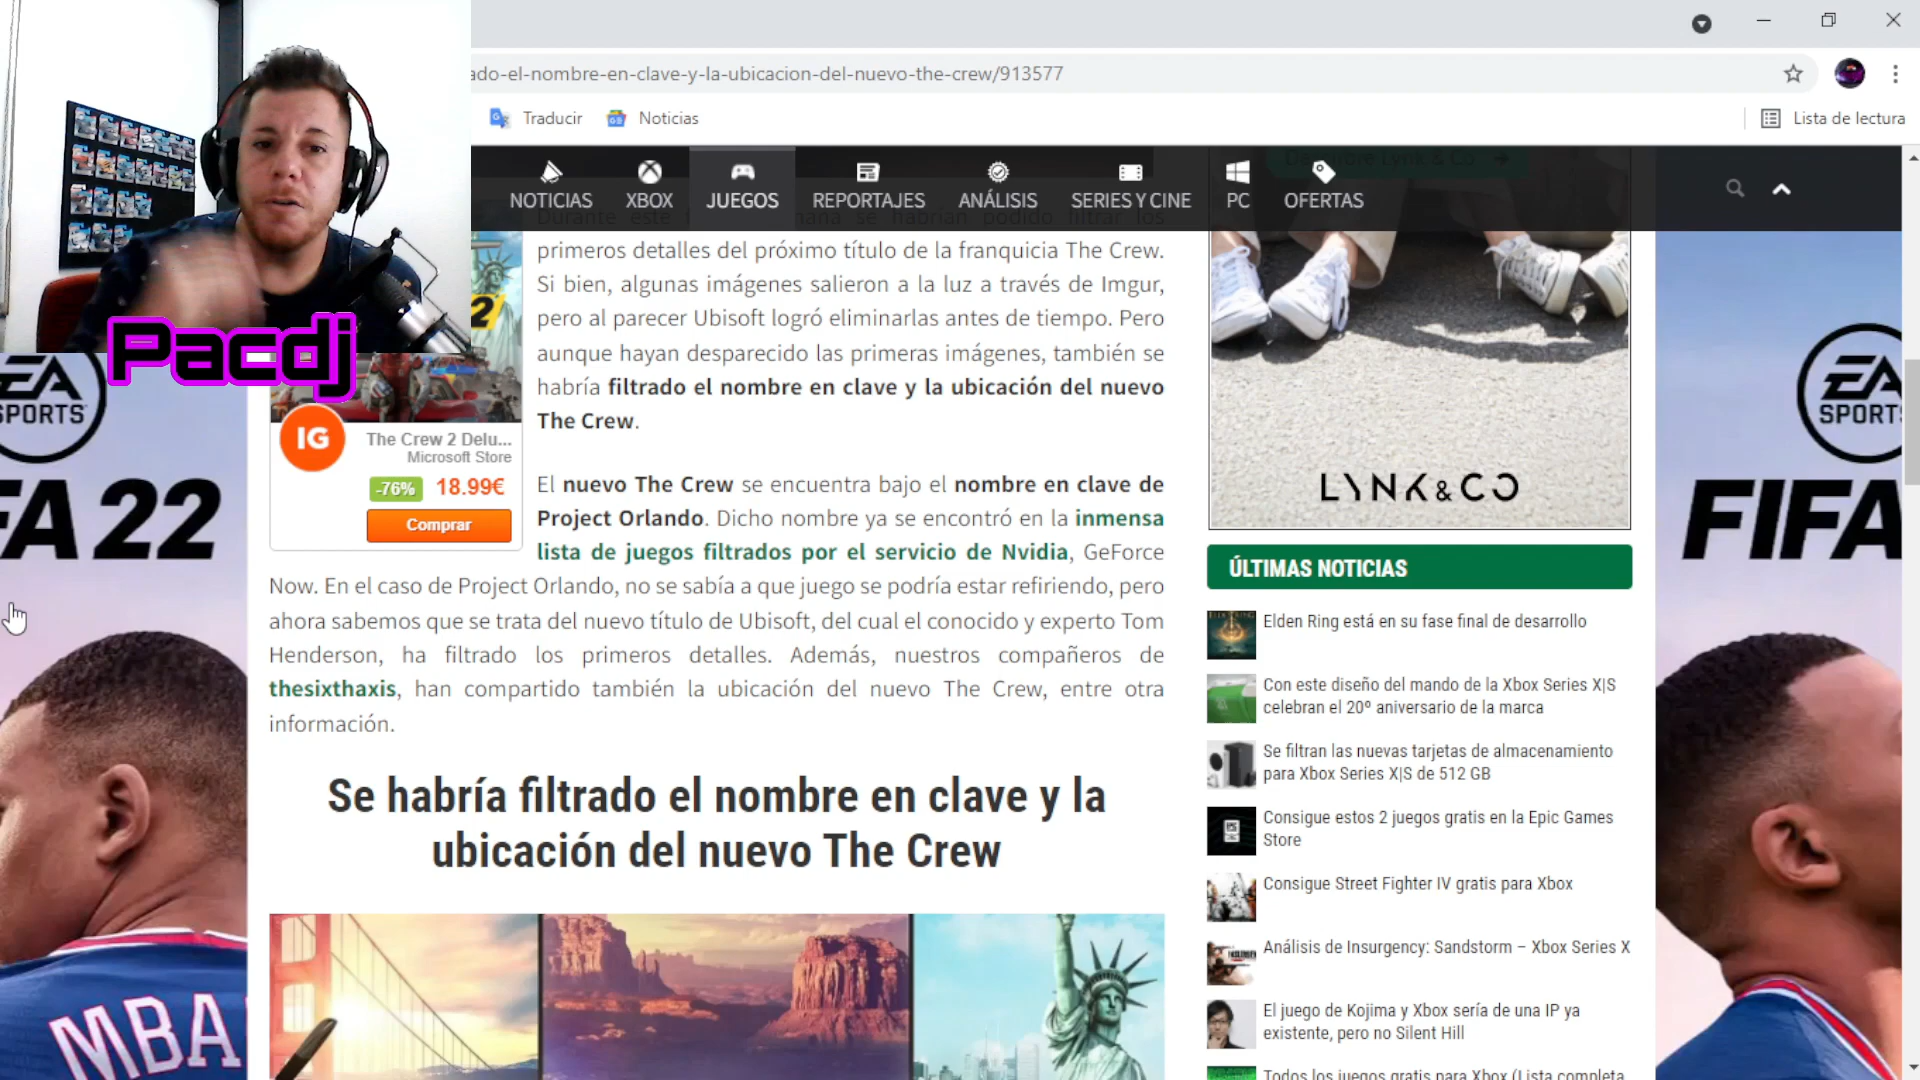 ado-el-nombre-en-clave-y-la-ubicacion-del-nuevo-the-crew/913577
Traducir
Noticias
Lista de lectura
NOTICIAS
XBOX
JUEGOS
REPORTAJES
ANÁLISIS
SERIES Y CINE
PC
OFERTAS
primeros detalles del próximo título de la franquicia The Crew.
Si bien, algunas imágenes salieron a la luz a través de Imgur,
pero al parecer Ubisoft logró eliminarlas antes de tiempo. Pero
aunque hayan desparecido las primeras imágenes, también se
habría filtrado el nombre en clave y la ubicación del nuevo
The Crew.
Pacdj
2
IG
The Crew 2 Delu...
Microsoft Store
-76%
18.99€
Comprar
El nuevo The Crew se encuentra bajo el nombre en clave de
Project Orlando. Dicho nombre ya se encontró en la inmensa
lista de juegos filtrados por el servicio de Nvidia, GeForce
Now. En el caso de Project Orlando, no se sabía a que juego se podría estar refiriendo, pero
ahora sabemos que se trata del nuevo título de Ubisoft, del cual el conocido y experto Tom
Henderson, ha filtrado los primeros detalles. Además, nuestros compañeros de
thesixthaxis, han compartido también la ubicación del nuevo The Crew, entre otra
información.
Se habría filtrado el nombre en clave y la
ubicación del nuevo The Crew
LYNK & CO
ÚLTIMAS NOTICIAS
Elden Ring está en su fase final de desarrollo
Con este diseño del mando de la Xbox Series X|S
celebran el 20º aniversario de la marca
Se filtran las nuevas tarjetas de almacenamiento
para Xbox Series X|S de 512 GB
Consigue estos 2 juegos gratis en la Epic Games
Store
Consigue Street Fighter IV gratis para Xbox
Análisis de Insurgency: Sandstorm – Xbox Series X
El juego de Kojima y Xbox sería de una IP ya
existente, pero no Silent Hill
Todos los juegos gratis para Xbox (Lista completa
EA
SPORTS
FA 22
MBA
EA
SPORTS
FIFA